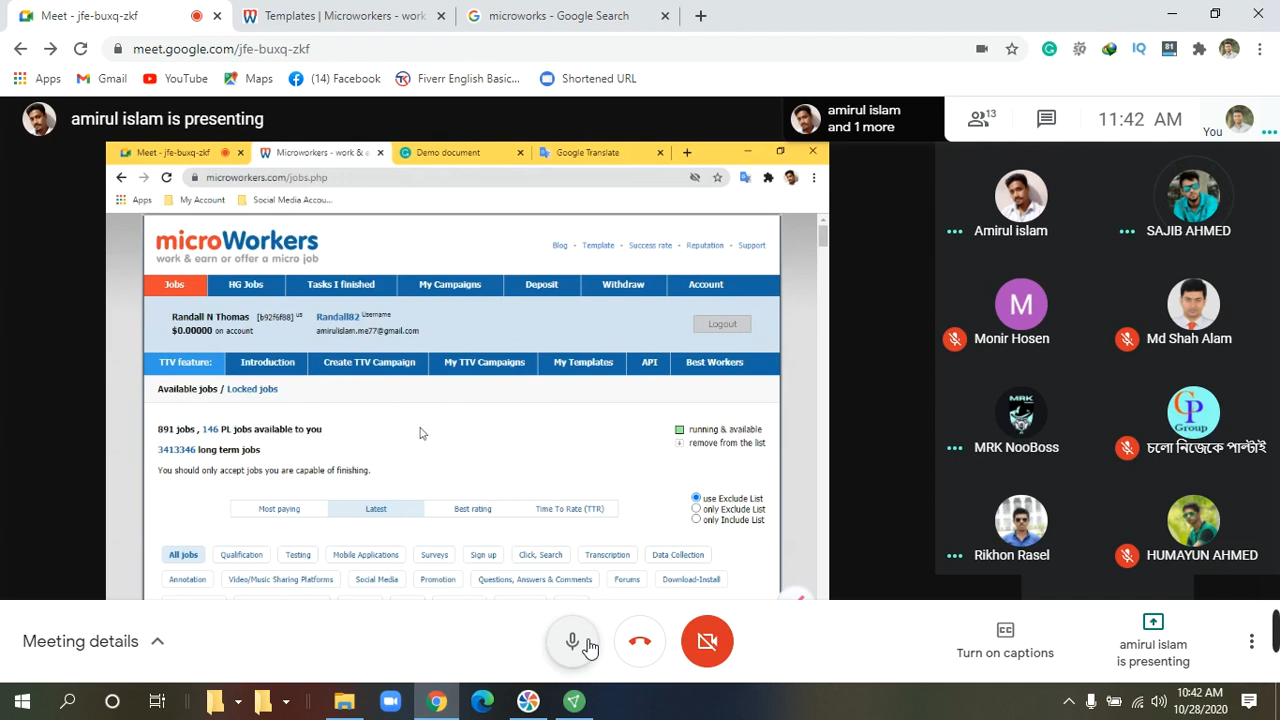 Meet - jfe-buxq-zkf
Templates | Microworkers - work
microworks - Google Search
meet.google.com/jfe-buxq-zkf
Apps
Gmail
YouTube
Maps
(14) Facebook
Fiverr English Basic...
Shortened URL
amirul islam is presenting
amirul islam
and 1 more
13
11:42 AM
You
Meet - jfe-buxq-zkf
Microworkers - work & e
Demo document
Google Translate
microworkers.com/jobs.php
Apps
My Account
Social Media Accou...
microWorkers
work & earn or offer a micro job
Blog - Template - Success rate - Reputation - Support
Jobs
HG Jobs
Tasks I finished
My Campaigns
Deposit
Withdraw
Account
Randall N Thomas [b92f6f88] us
$0.00000 on account
Randall82 Username
amirulislam.me77@gmail.com
Logout
TTV feature:
Introduction
Create TTV Campaign
My TTV Campaigns
My Templates
API
Best Workers
Available jobs / Locked jobs
891 jobs , 146 PL jobs available to you
3413346 long term jobs
You should only accept jobs you are capable of finishing.
running & available
remove from the list
Most paying
Latest
Best rating
Time To Rate (TTR)
use Exclude List
only Exclude List
only Include List
All jobs
Qualification
Testing
Mobile Applications
Surveys
Sign up
Click, Search
Transcription
Data Collection
Annotation
Video/Music Sharing Platforms
Social Media
Promotion
Questions, Answers & Comments
Forums
Download-Install
Amirul islam
SAJIB AHMED
M
Monir Hosen
Md Shah Alam
MRK
MRK NooBoss
CP
Group
চলো নিজেকে পাল্টাই
Rikhon Rasel
HUMAYUN AHMED
Meeting details
Turn on captions
amirul islam
is presenting
10:42 AM
10/28/2020